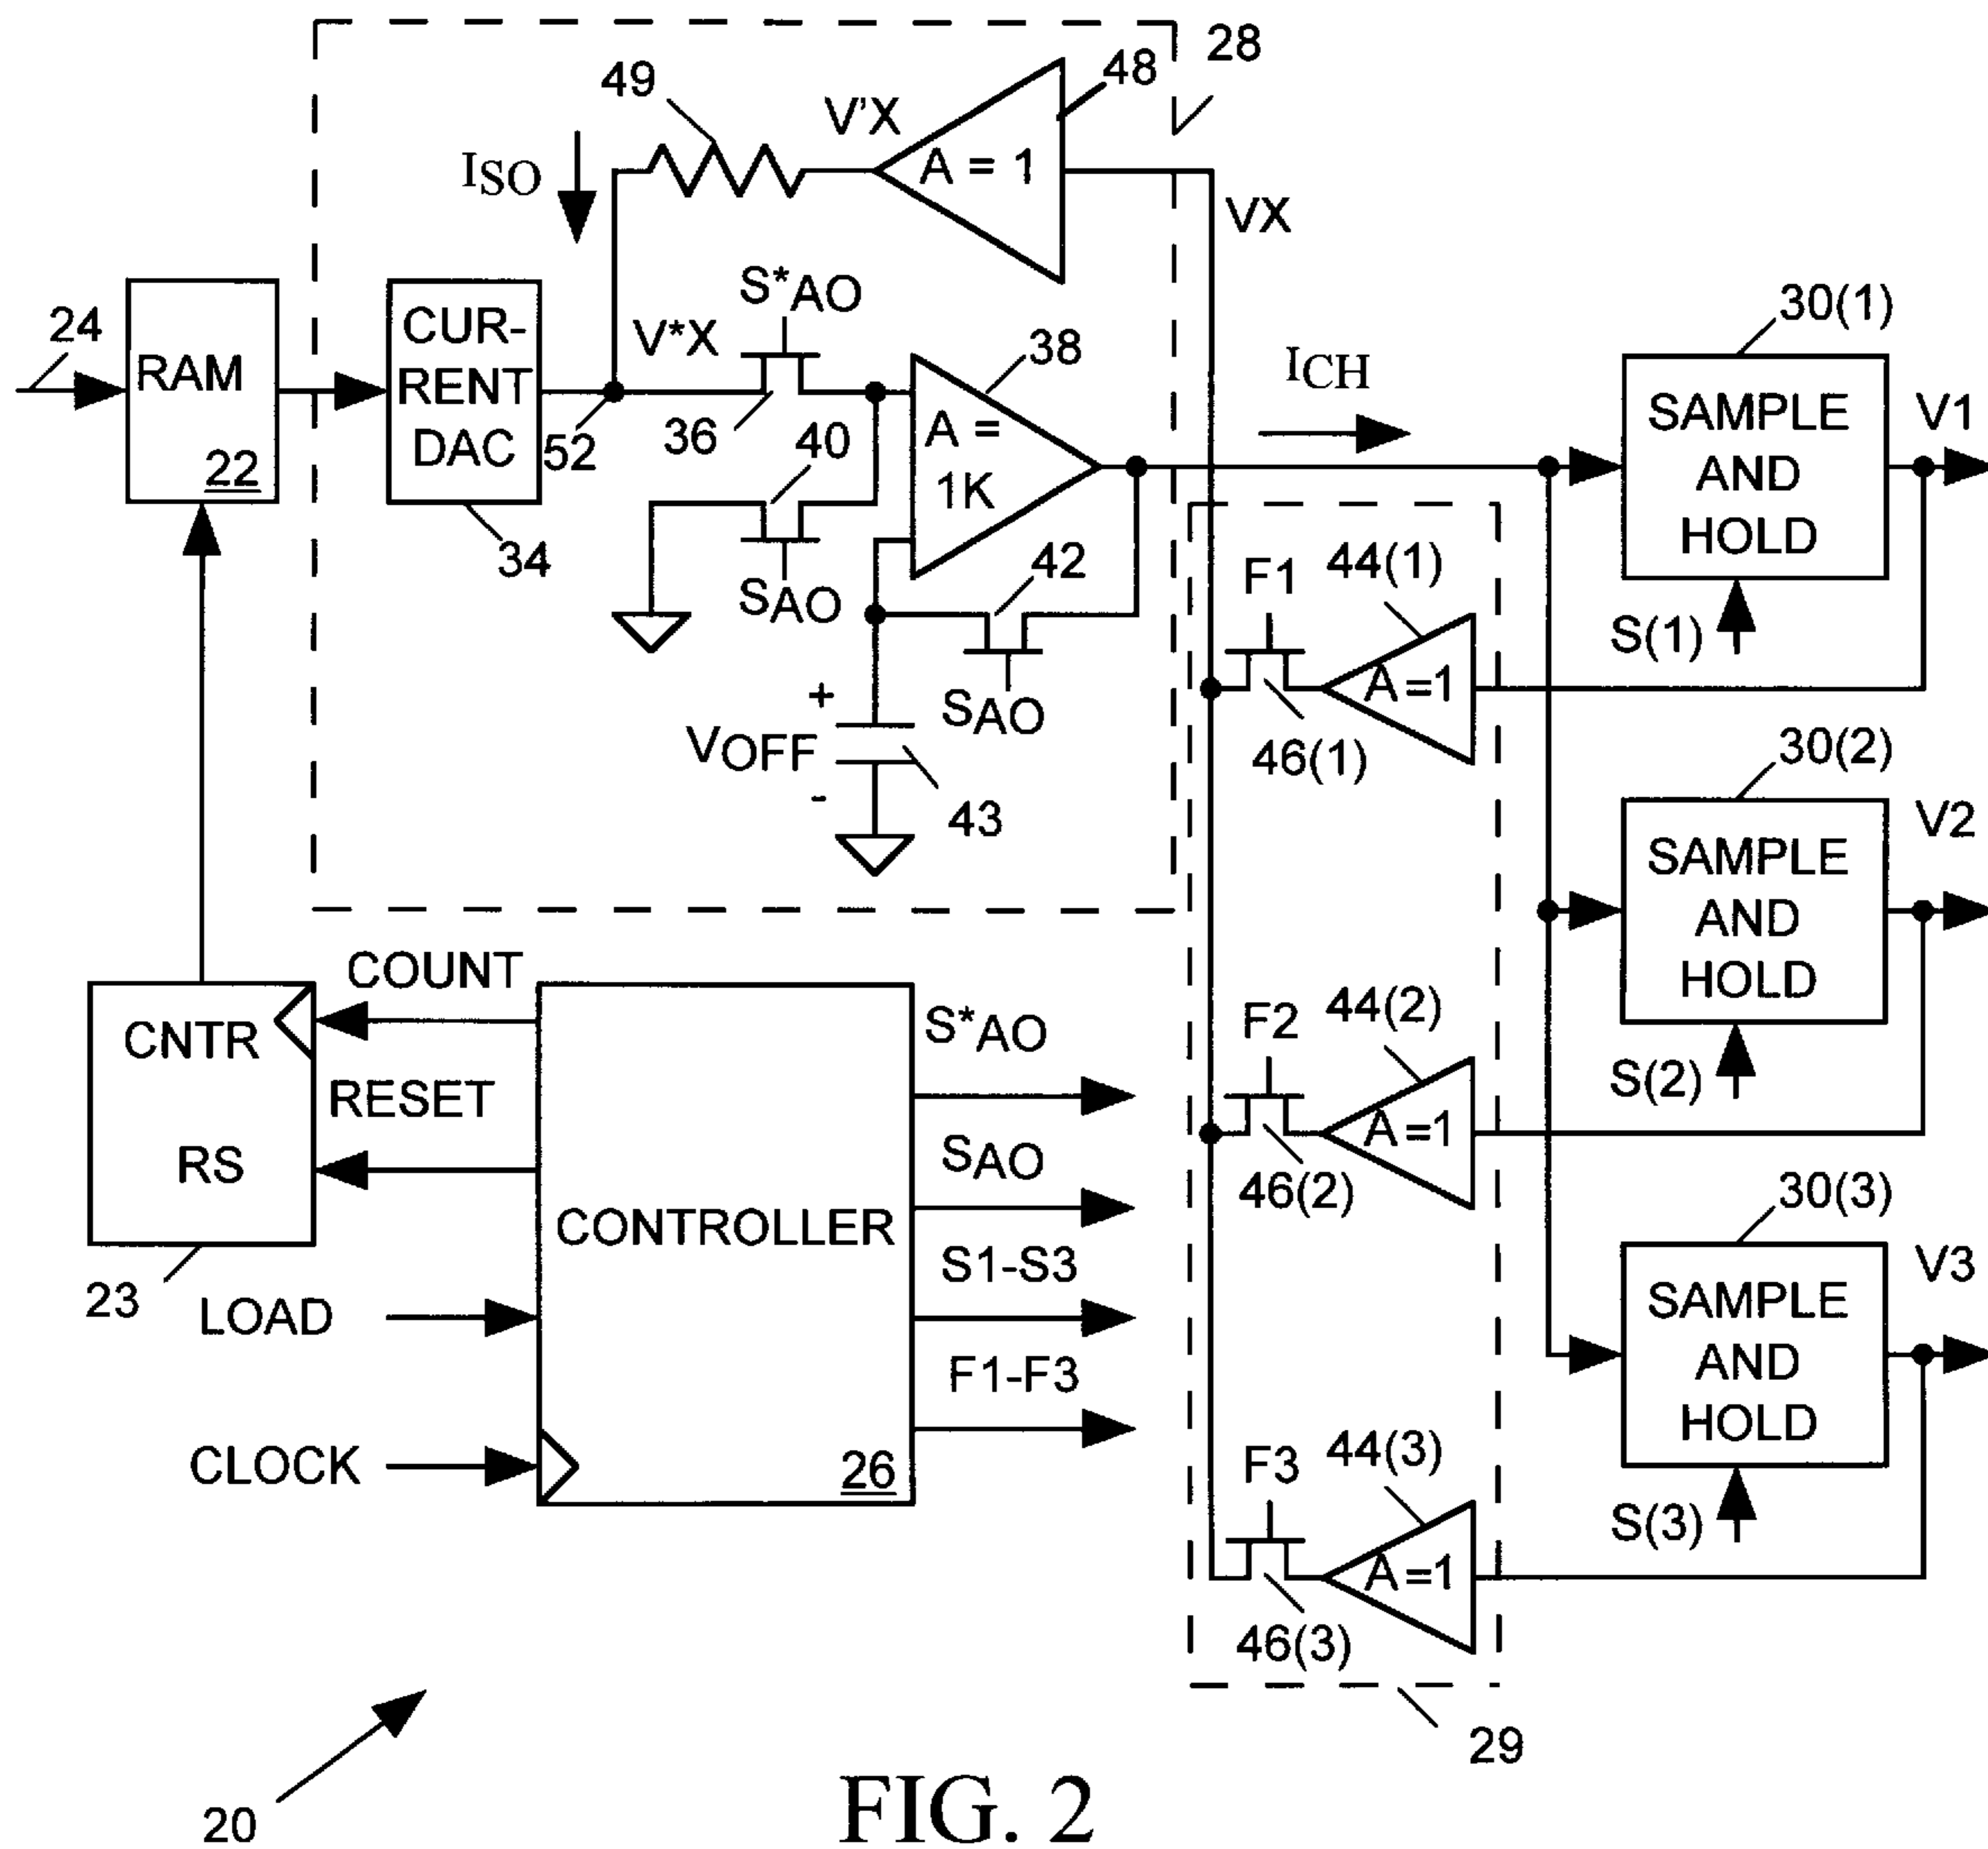 28
49
V'X
48
A = 1
ISO
VX
S*AO
24
RAM
22
CUR-
RENT
DAC
34
V*X
52
36
40
38
A =
1K
SAO
42
SAO
+
VOFF
-
43
ICH
30(1)
SAMPLE
AND
HOLD
V1
S(1)
F1
44(1)
A =1
46(1)
30(2)
SAMPLE
AND
HOLD
V2
S(2)
F2
44(2)
A =1
46(2)
30(3)
SAMPLE
AND
HOLD
V3
S(3)
F3
44(3)
A =1
46(3)
29
CNTR
RS
23
COUNT
RESET
LOAD
CLOCK
CONTROLLER
26
S*AO
SAO
S1-S3
F1-F3
20
FIG. 2